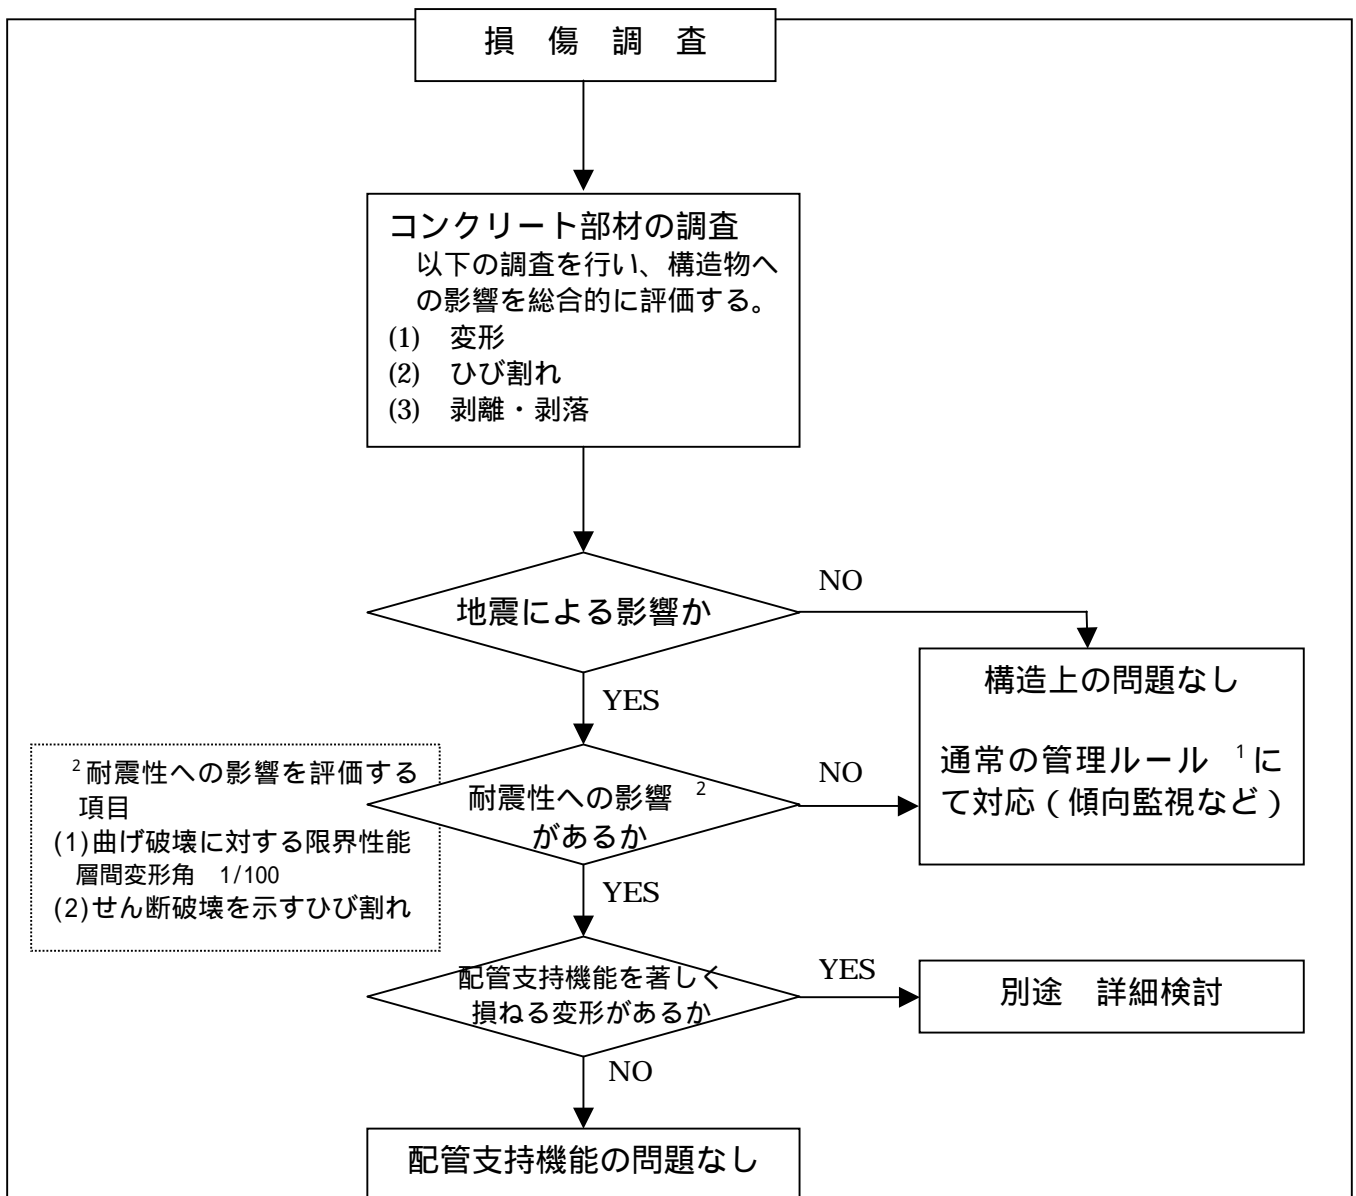 損 傷 調 査
コンクリート部材の調査
以下の調査を行い、構造物へ
の影響を総合的に評価する。
(1) 変形
(2) ひび割れ
(3) 剥離・剥落
地震による影響か
NO
YES
構造上の問題なし
通常の管理ルール 1に
て対応(傾向監視など)
2耐震性への影響を評価する
項目
(1)曲げ破壊に対する限界性能
層間変形角 1/100
(2)せん断破壊を示すひび割れ
耐震性への影響 2
があるか
NO
YES
配管支持機能を著しく
損ねる変形があるか
YES
別途 詳細検討
NO
配管支持機能の問題なし